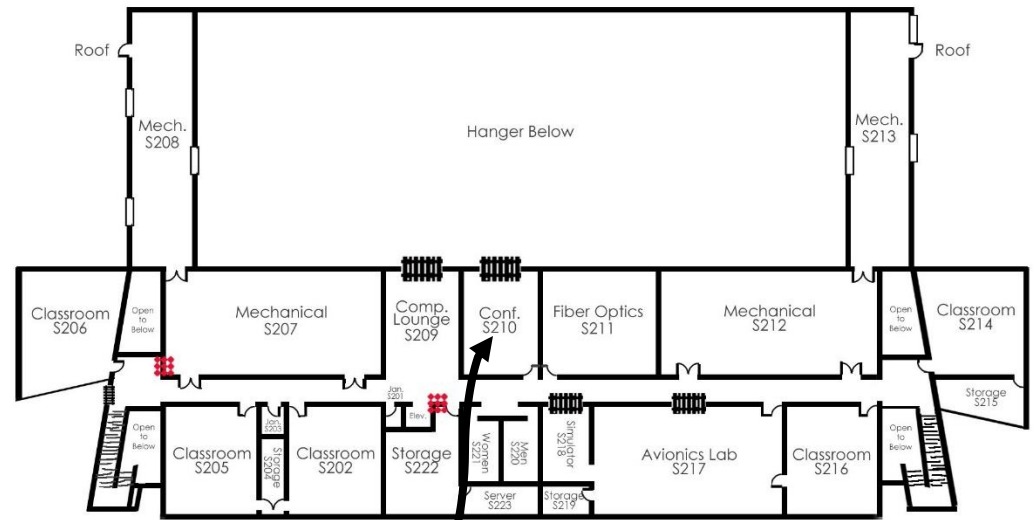 Roof
Roof
Mech.
S208
Hanger Below
Mech.
S213
Classroom
S206
Open
to
Below
Mechanical
S207
Comp.
Lounge
S209
Conf.
S210
Fiber Optics
S211
Mechanical
S212
Open
to
Below
Classroom
S214
Storage
S215
Open
to
Below
Classroom
S205
Jan.
S203
Storage
S204
Classroom
S202
Jan.
S201
Elev.
Storage
S222
Women
S221
Men
S220
Server
S223
Simulator
S218
Storage
S219
Avionics Lab
S217
Classroom
S216
Open
to
Below